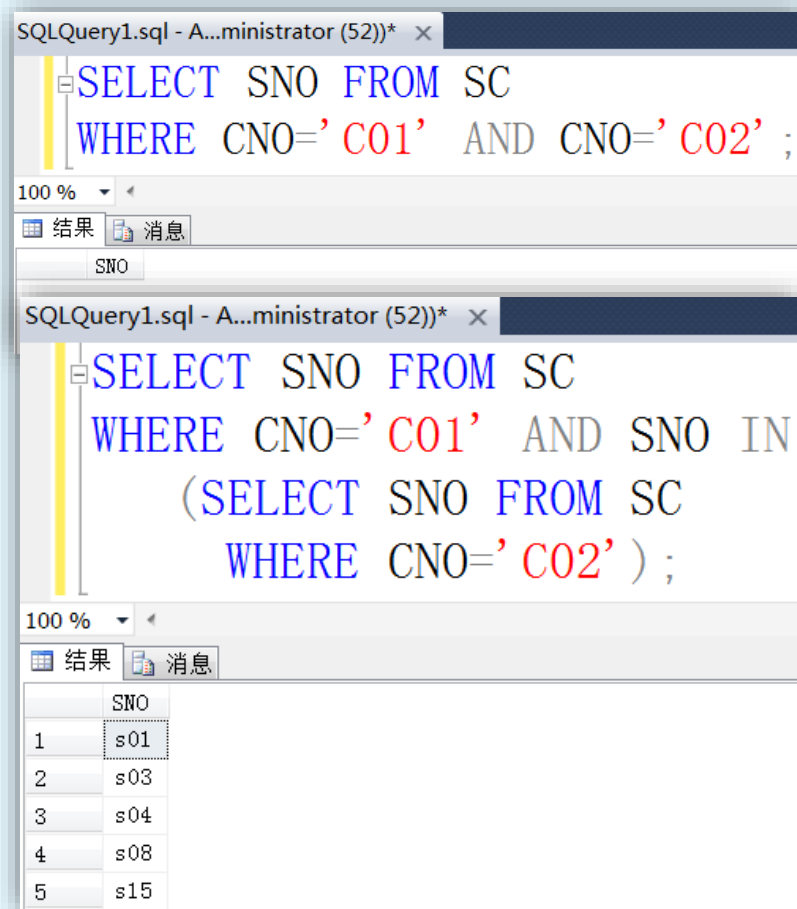 SQLQuery1.sql - A...ministrator (52))* ×
SELECT SNO FROM SC
WHERE CNO='C01' AND CNO='C02';
100 %
结果 消息
SNO
SQLQuery1.sql - A...ministrator (52))* ×
SELECT SNO FROM SC
WHERE CNO='C01' AND SNO IN
(SELECT SNO FROM SC
WHERE CNO='C02');
100 %
结果 消息
SNO
1 s01
2 s03
3 s04
4 s08
5 s15